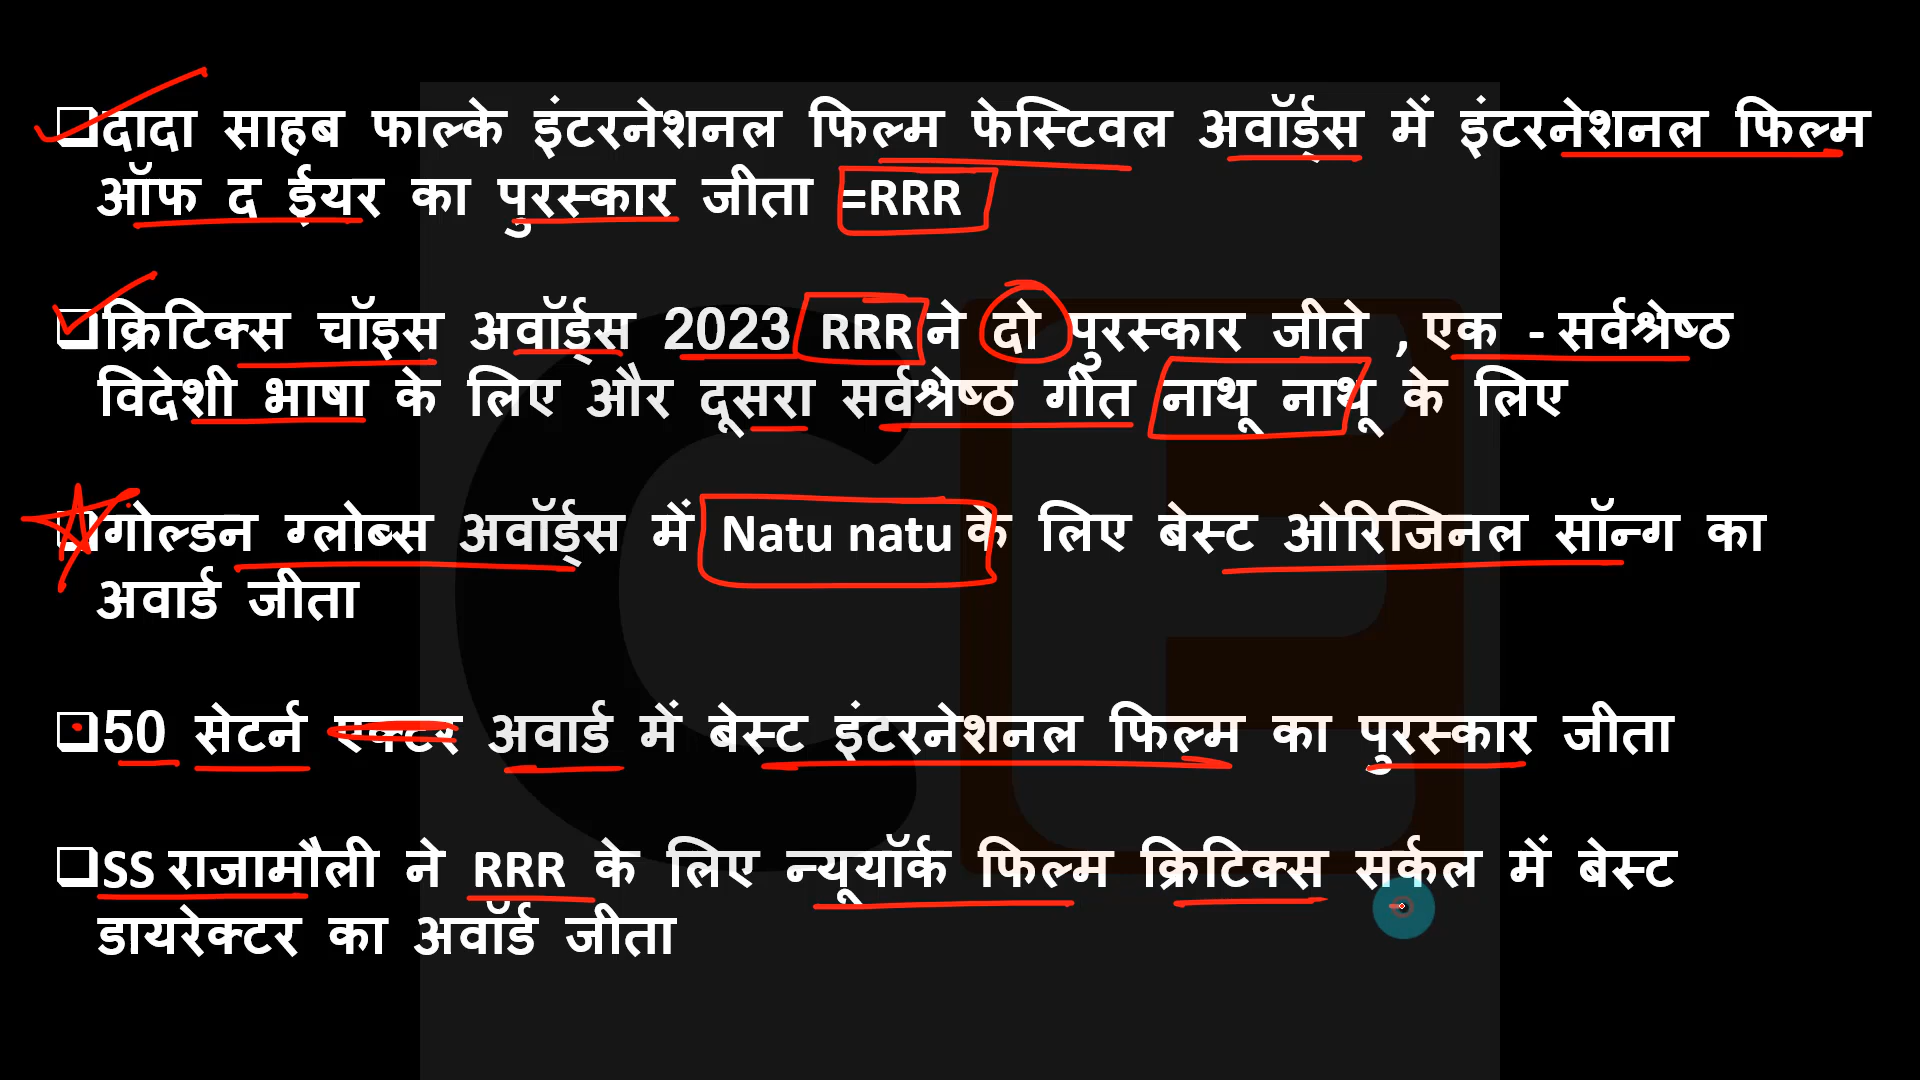 दादा साहब फाल्के इंटरनेशनल फिल्म फेस्टिवल अवॉर्ड्स में इंटरनेशनल फिल्म
ऑफ द ईयर का पुरस्कार जीता =RRR
क्रिटिक्स चॉइस अवॉर्ड्स 2023 RRR ने दो पुरस्कार जीते , एक - सर्वश्रेष्ठ
विदेशी भाषा के लिए और दूसरा सर्वश्रेष्ठ गीत नाथू नाथू के लिए
गोल्डन ग्लोब्स अवॉर्ड्स में Natu natu के लिए बेस्ट ओरिजिनल सॉन्ग का
अवार्ड जीता
50 सेटर्न एक्टर अवार्ड में बेस्ट इंटरनेशनल फिल्म का पुरस्कार जीता
SS राजामौली ने RRR के लिए न्यूयॉर्क फिल्म क्रिटिक्स सर्कल में बेस्ट
डायरेक्टर का अवॉर्ड जीता